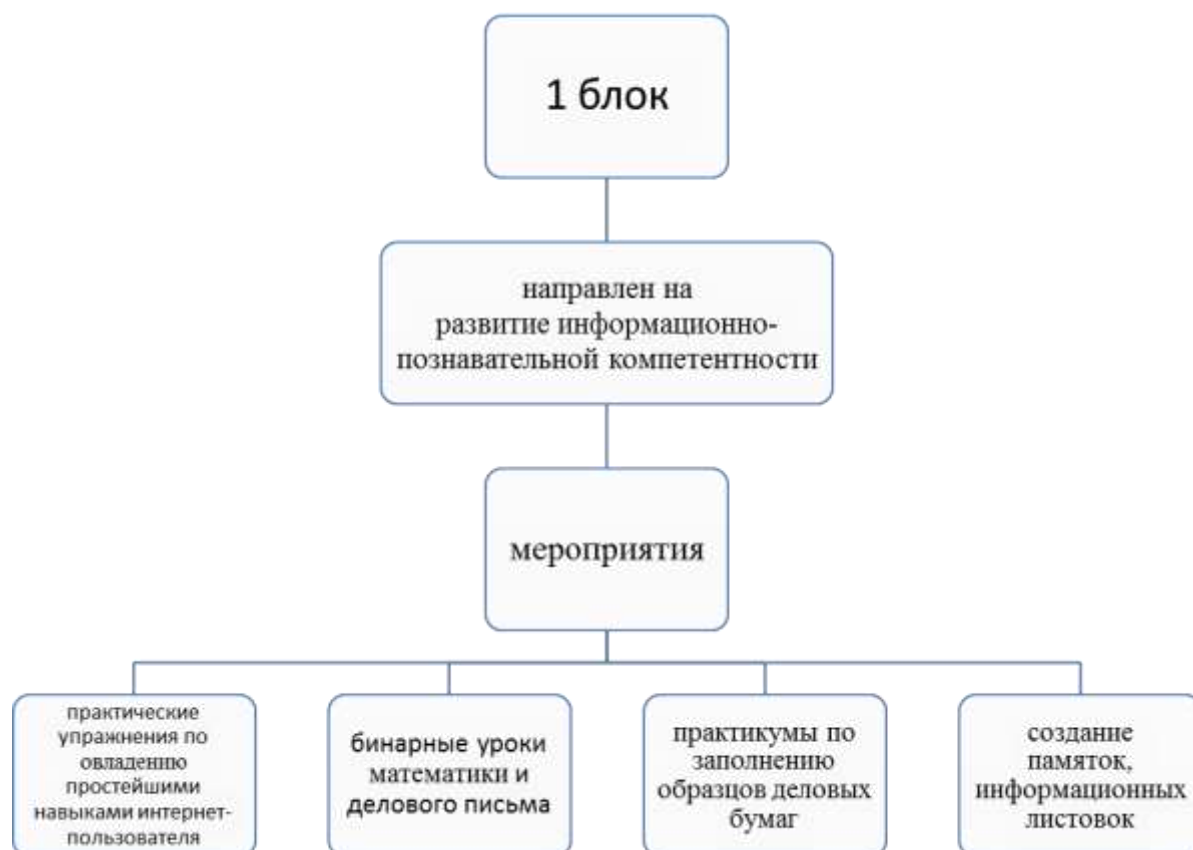 1 блок
направлен на
развитие информационно-
познавательной компетентности
мероприятия
практические
упражнения по
овладению
простейшими
навыками интернет-
пользователя
бинарные уроки
математики и
делового письма
практикумы по
заполнению
образцов деловых
бумаг
создание
памяток,
информационных
листовок